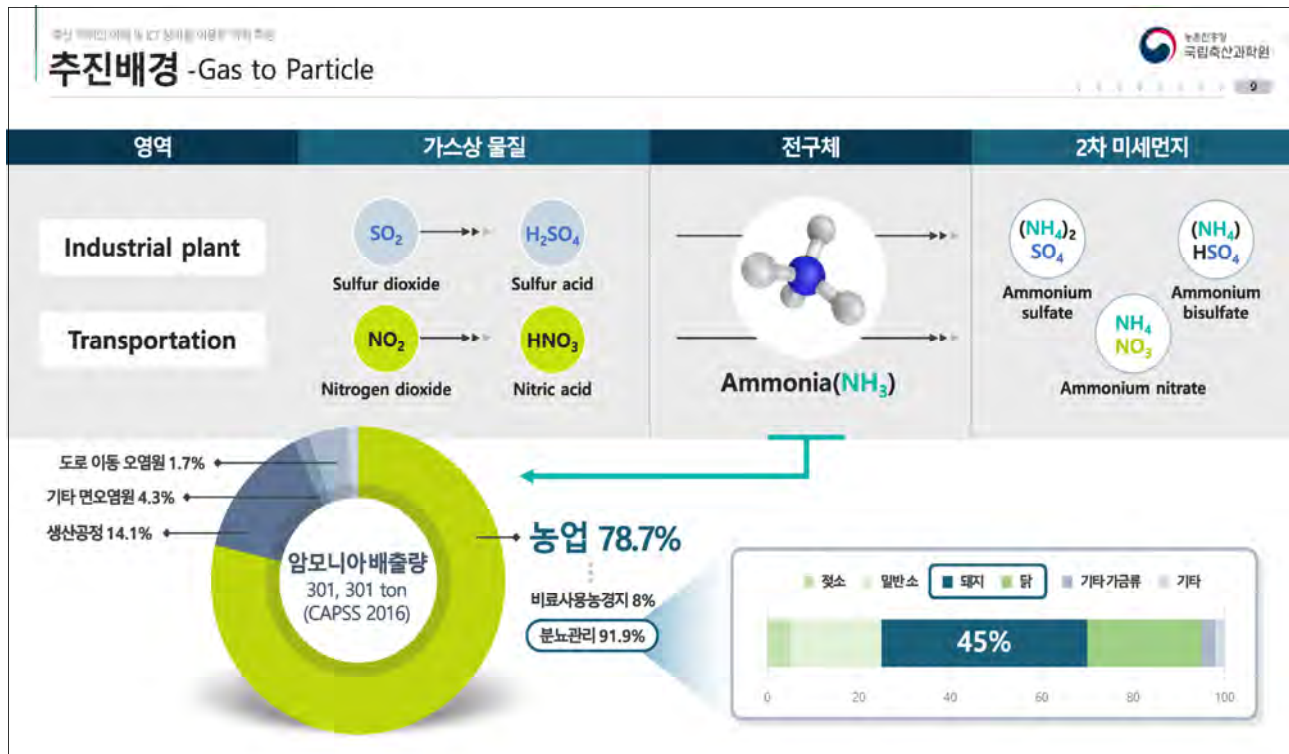 추진배경 -Gas to Particle
농촌진흥청
국립축산과학원
9
영역
가스상 물질
전구체
2차 미세먼지
Industrial plant
SO₂
H₂SO₄
Sulfur dioxide
Sulfur acid
Transportation
NO₂
HNO₃
Nitrogen dioxide
Nitric acid
Ammonia(NH₃)
(NH₄)₂
SO₄
Ammonium
sulfate
(NH₄)
HSO₄
Ammonium
bisulfate
NH₄
NO₃
Ammonium nitrate
도로 이동 오염원 1.7%
기타 면오염원 4.3%
생산공정 14.1%
암모니아 배출량
301, 301 ton
(CAPSS 2016)
농업 78.7%
비료사용농경지 8%
분뇨관리 91.9%
젖소
일반 소
돼지
닭
기타 가금류
기타
45%
0
20
40
60
80
100